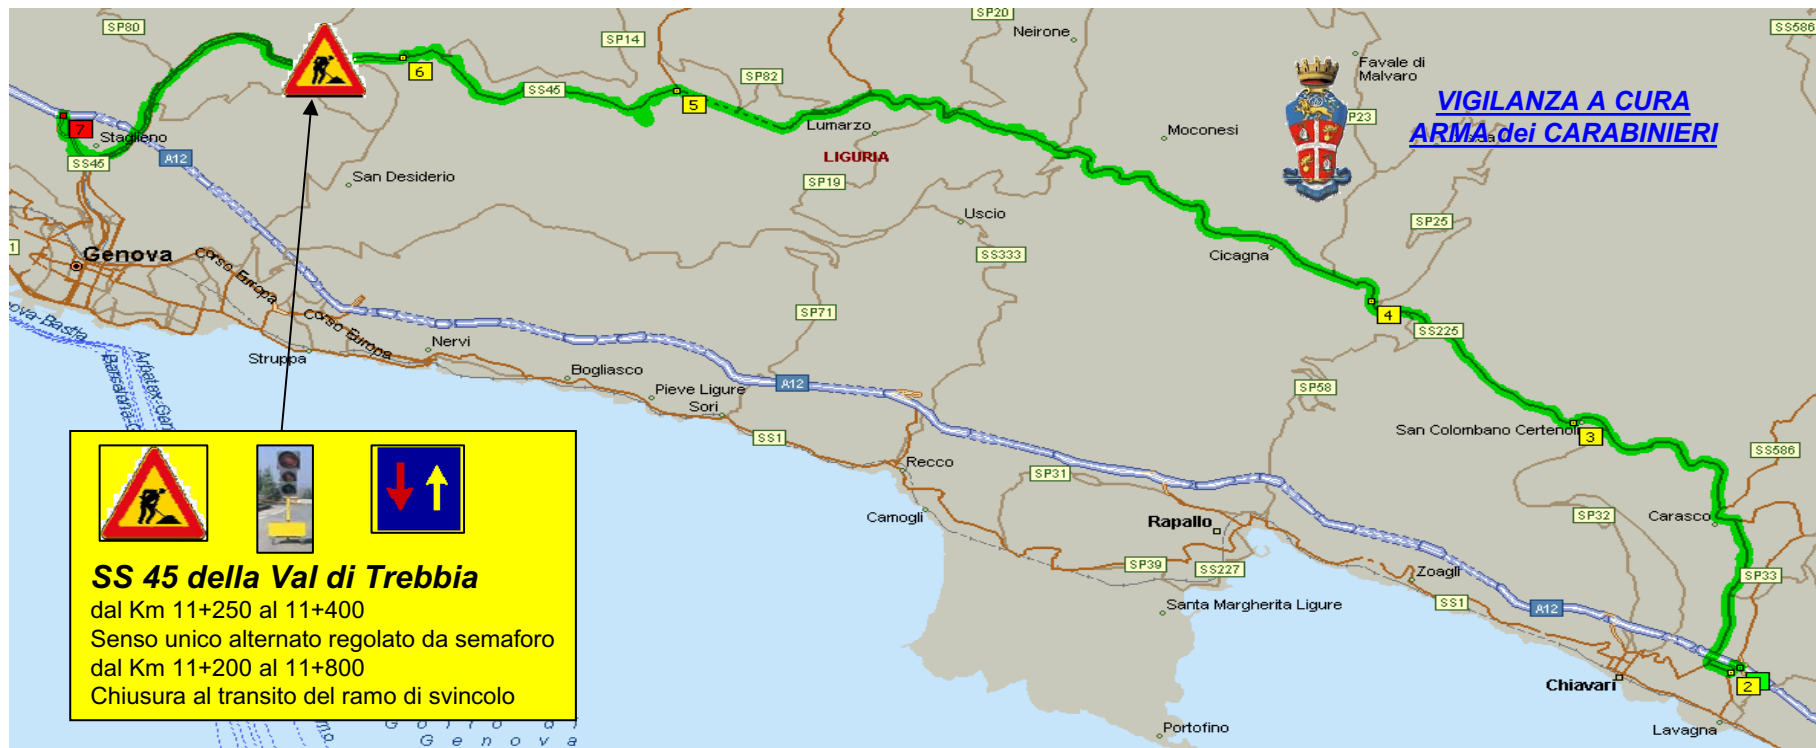 SP80
SP14
SP20
Neirone
SS586
Favale di
Malvaro
VIGILANZA A CURA
ARMA dei CARABINIERI
6
SS45
5
SP82
P23
7
Staglieno
SS45
A12
Lumarzo
LIGURIA
Moconesi
San Desiderio
SP19
Uscio
SP25
1
Genova
Corso Europa
SS333
Cicagna
SP71
4
SS225
ova-Bastia
Corso Europa
Struppa
Nervi
Bogliasco
A12
Pieve Ligure
Sori
SP58
SS1
San Colombano Certenoli
3
SS586
Recco
SP31
Camogli
Rapallo
SP32
Carasco
SP39
SS227
Zoagli
SP33
SS1
A12
Santa Margherita Ligure
Chiavari
2
Portofino
Lavagna
SS 45 della Val di Trebbia
dal Km 11+250 al 11+400
Senso unico alternato regolato da semaforo
dal Km 11+200 al 11+800
Chiusura al transito del ramo di svincolo
Genova